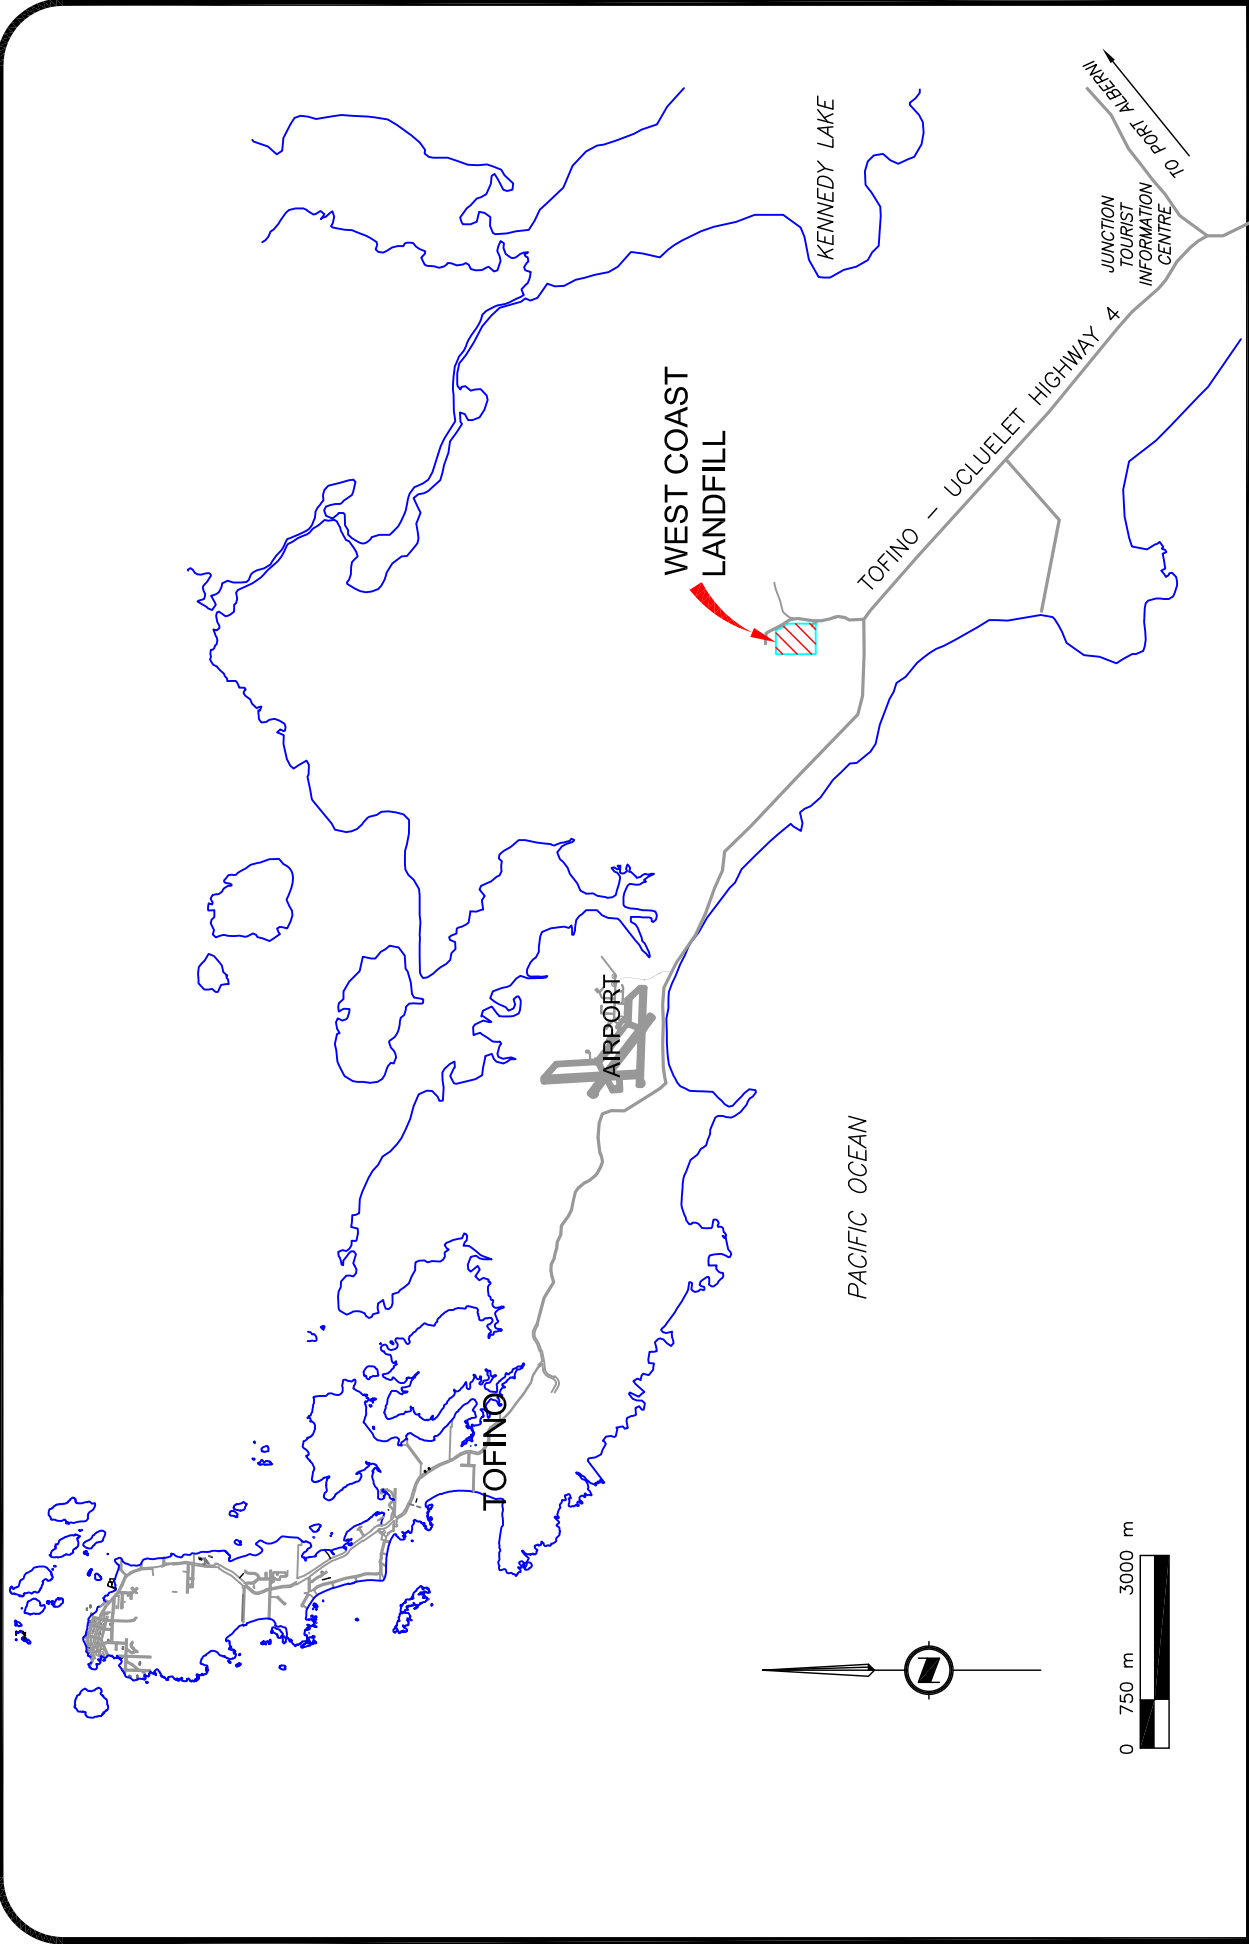 KENNEDY LAKE
TO PORT ALBERNI
JUNCTION
TOURIST
INFORMATION
CENTRE
WEST COAST
LANDFILL
TOFINO – UCLUELET HIGHWAY 4
AIRPORT
PACIFIC OCEAN
TOFINO
N
0 750 m 3000 m